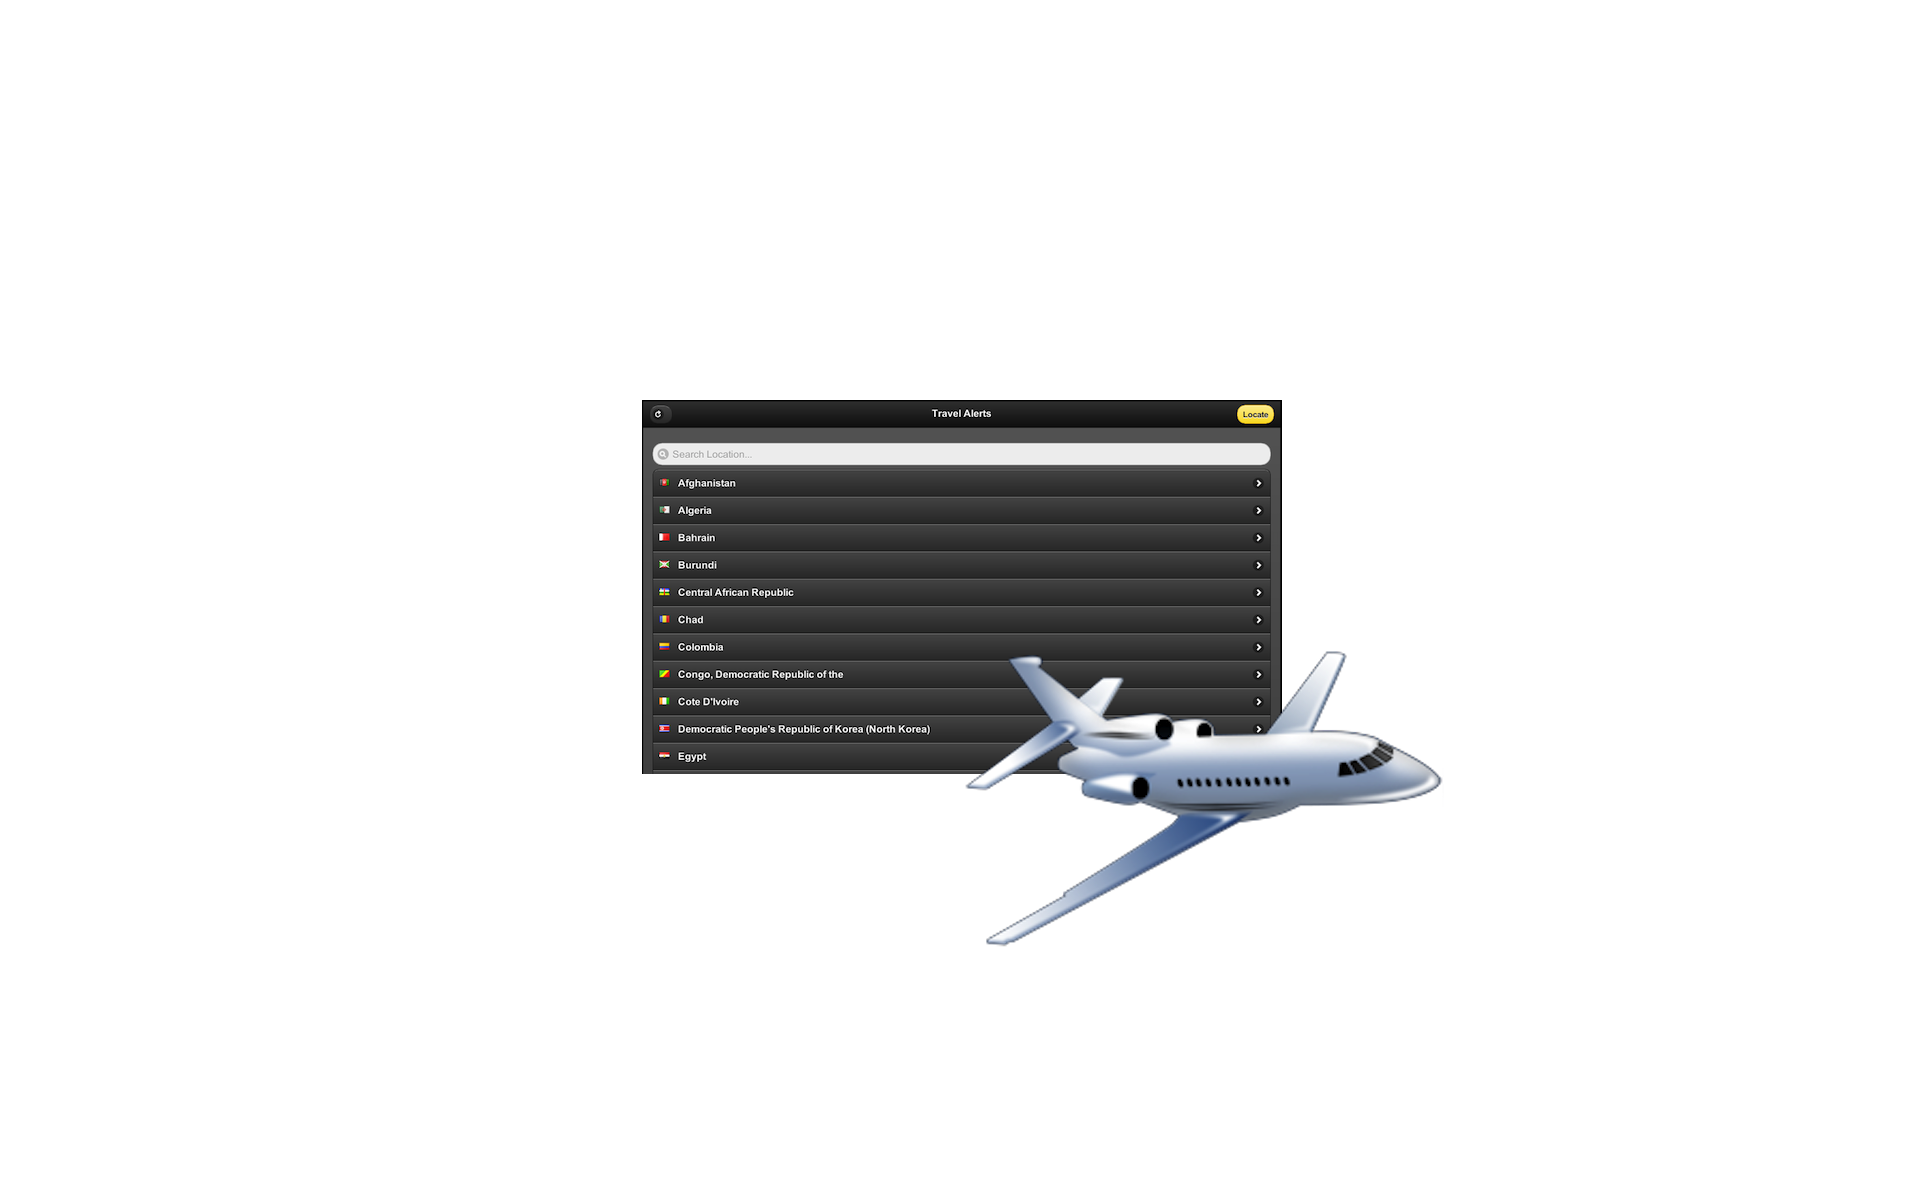 Travel Alerts
Locate
Search Location...
Afghanistan
Algeria
Bahrain
Burundi
Central African Republic
Chad
Colombia
Congo, Democratic Republic of the
Cote D'Ivoire
Democratic People's Republic of Korea (North Korea)
Egypt